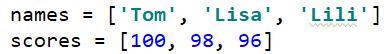 names = ['Tom', 'Lisa', 'Lili']
scores = [100, 98, 96]